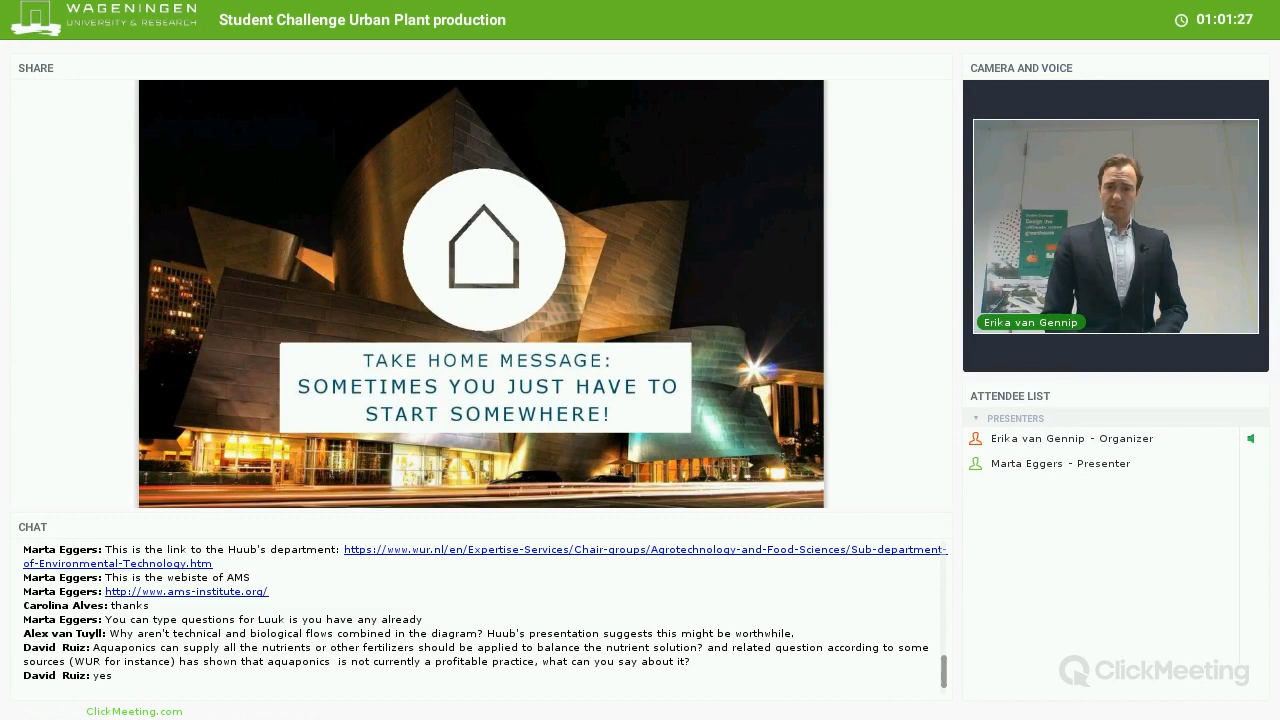 WAGENINGEN
UNIVERSITY & RESEARCH
Student Challenge Urban Plant production
01:01:27
SHARE
CAMERA AND VOICE
TAKE HOME MESSAGE:
SOMETIMES YOU JUST HAVE TO
START SOMEWHERE!
Design the
ultimate urban
greenhouse
Erika van Gennip
ATTENDEE LIST
PRESENTERS
Erika van Gennip - Organizer
Marta Eggers - Presenter
CHAT
Marta Eggers: This is the link to the Huub's department: https://www.wur.nl/en/Expertise-Services/Chair-groups/Agrotechnology-and-Food-Sciences/Sub-department-
of-Environmental-Technology.htm
Marta Eggers: This is the webiste of AMS
Marta Eggers: http://www.ams-institute.org/
Carolina Alves: thanks
Marta Eggers: You can type questions for Luuk is you have any already
Alex van Tuyll: Why aren't technical and biological flows combined in the diagram? Huub's presentation suggests this might be worthwhile.
David Ruiz: Aquaponics can supply all the nutrients or other fertilizers should be applied to balance the nutrient solution? and related question according to some
sources (WUR for instance) has shown that aquaponics is not currently a profitable practice, what can you say about it?
David Ruiz: yes
ClickMeeting
ClickMeeting.com